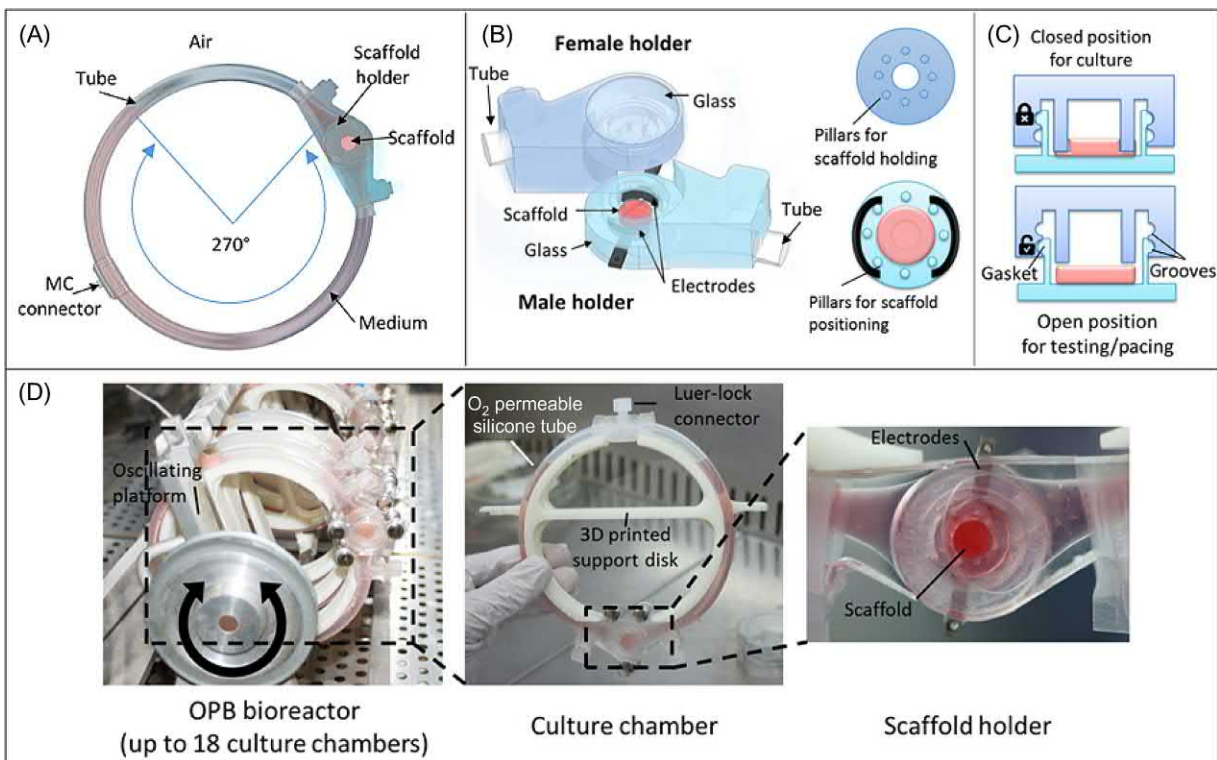 (A)
Air
Tube
Scaffold
holder
Scaffold
270°
MC
connector
Medium
(B)
Female holder
Tube
Glass
Scaffold
Glass
Tube
Electrodes
Male holder
Pillars for
scaffold holding
Pillars for scaffold
positioning
(C)
Closed position
for culture
Gasket
Grooves
Open position
for testing/pacing
(D)
Oscillating
platform
OPB bioreactor
(up to 18 culture chambers)
O₂ permeable
silicone tube
Luer-lock
connector
3D printed
support disk
Culture chamber
Electrodes
Scaffold
Scaffold holder